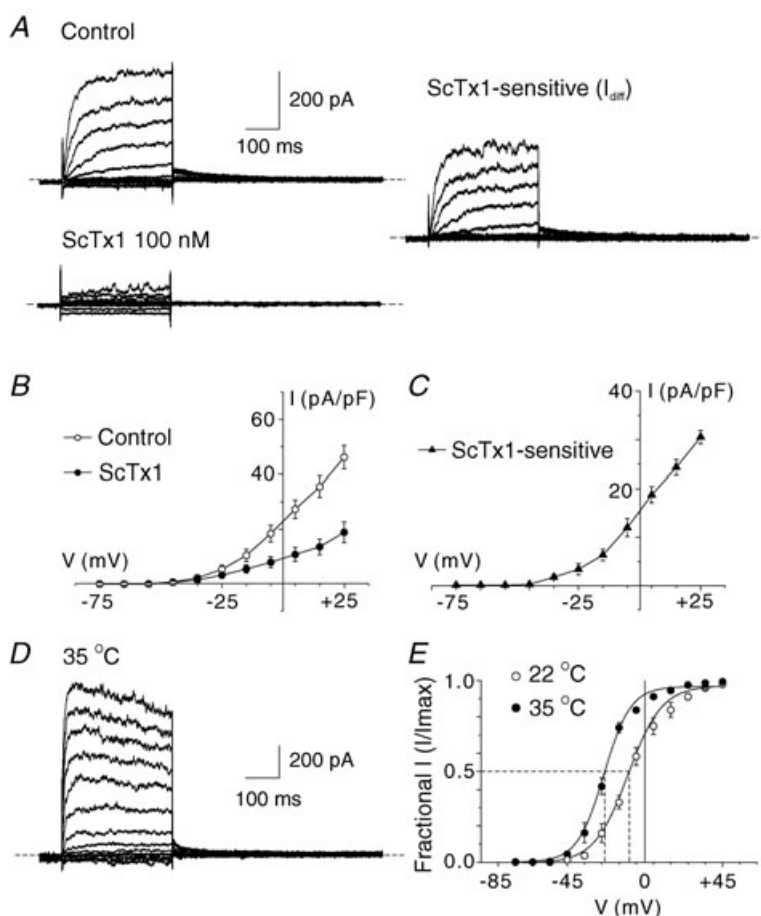 A
Control
200 pA
100 ms
ScTx1-sensitive (Idiff)
ScTx1 100 nM
B
I (pA/pF)
60
Control
ScTx1
40
V (mV)
-75
-25
+25
C
I (pA/pF)
40
ScTx1-sensitive
20
V (mV)
-75
-25
+25
D
35 °C
200 pA
100 ms
E
22 °C
35 °C
Fractional I (I/Imax)
1.0
0.5
0.0
-85
-45
0
+45
V (mV)